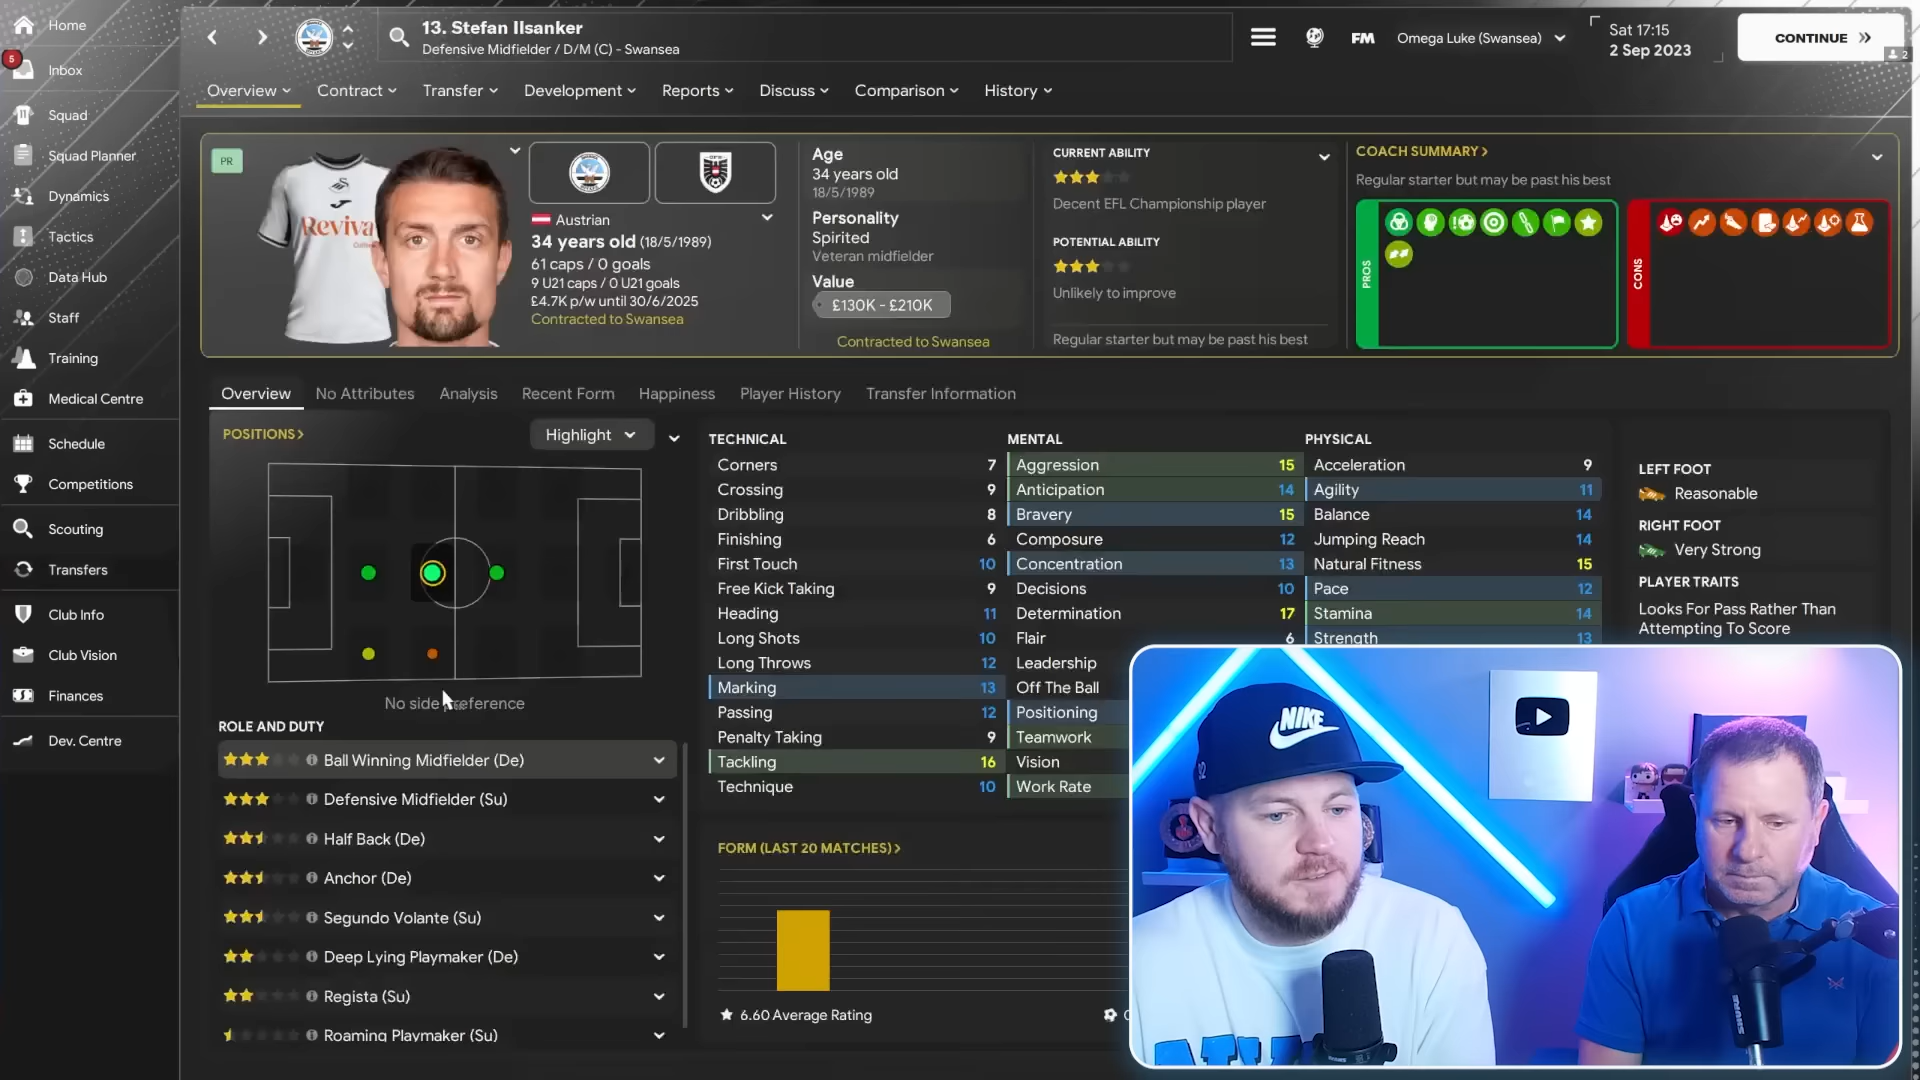 Home
5
Inbox
Squad
Squad Planner
Dynamics
Tactics
Data Hub
Staff
Training
Medical Centre
Schedule
Competitions
Scouting
Transfers
Club Info
Club Vision
Finances
Dev. Centre
13. Stefan Ilsanker
Defensive Midfielder / D/M (C) - Swansea
FM
Omega Luke (Swansea)
Sat 17:15
2 Sep 2023
CONTINUE
2
Overview
Contract
Transfer
Development
Reports
Discuss
Comparison
History
PR
Reviva
Austrian
34 years old (18/5/1989)
61 caps / 0 goals
9 U21 caps / 0 U21 goals
£4.7K p/w until 30/6/2025
Contracted to Swansea
Age
34 years old
18/5/1989
Personality
Spirited
Veteran midfielder
Value
£130K - £210K
Contracted to Swansea
CURRENT ABILITY
Decent EFL Championship player
POTENTIAL ABILITY
Unlikely to improve
Regular starter but may be past his best
COACH SUMMARY >
Regular starter but may be past his best
PROS
CONS
Overview
No Attributes
Analysis
Recent Form
Happiness
Player History
Transfer Information
POSITIONS >
Highlight
No side preference
ROLE AND DUTY
Ball Winning Midfielder (De)
Defensive Midfielder (Su)
Half Back (De)
Anchor (De)
Segundo Volante (Su)
Deep Lying Playmaker (De)
Regista (Su)
Roaming Playmaker (Su)
TECHNICAL
Corners 7
Crossing 9
Dribbling 8
Finishing 6
First Touch 10
Free Kick Taking 9
Heading 11
Long Shots 10
Long Throws 12
Marking 13
Passing 12
Penalty Taking 9
Tackling 16
Technique 10
MENTAL
Aggression 15
Anticipation 14
Bravery 15
Composure 12
Concentration 13
Decisions 10
Determination 17
Flair 6
Leadership
Off The Ball
Positioning
Teamwork
Vision
Work Rate
PHYSICAL
Acceleration 9
Agility 11
Balance 14
Jumping Reach 14
Natural Fitness 15
Pace 12
Stamina 14
Strength 13
LEFT FOOT
Reasonable
RIGHT FOOT
Very Strong
PLAYER TRAITS
Looks For Pass Rather Than
Attempting To Score
FORM (LAST 20 MATCHES) >
6.60 Average Rating
NIKE